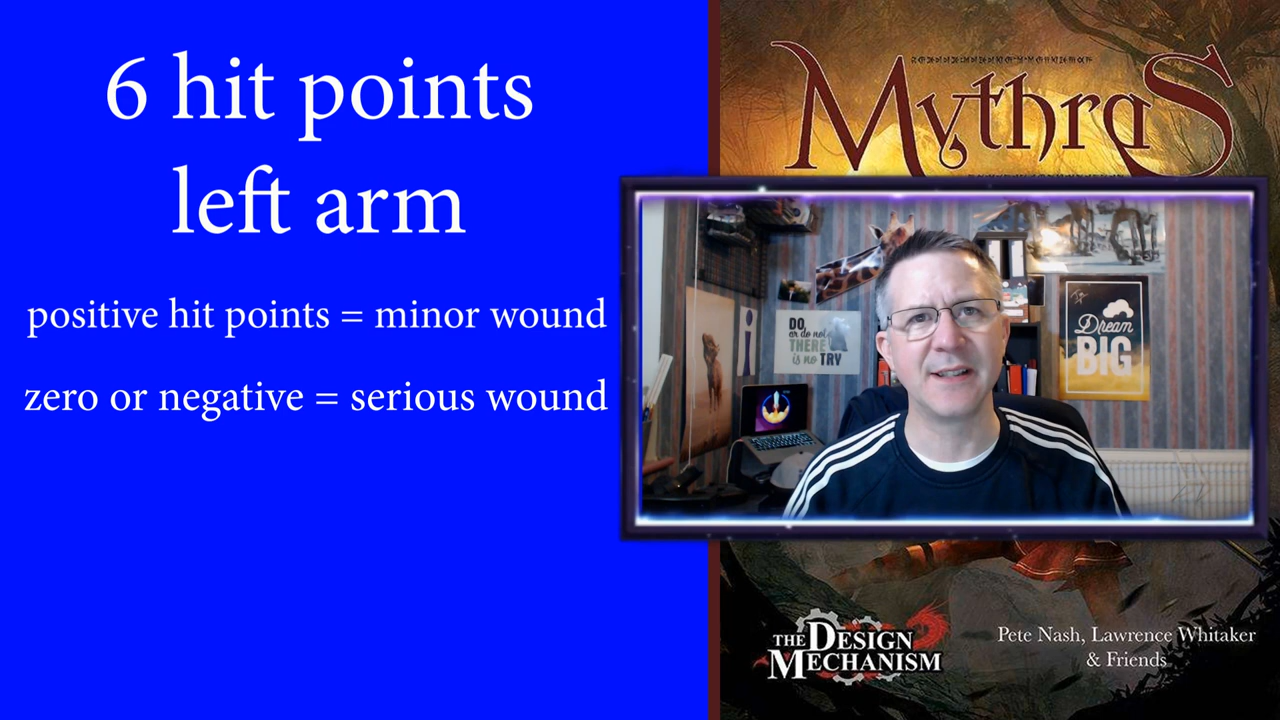 6 hit points
left arm
positive hit points = minor wound
zero or negative = serious wound
Mythras
DO
or do not
THERE
is no TRY
Dream
BIG
THE DESIGN
MECHANISM
Pete Nash, Lawrence Whitaker
& Friends